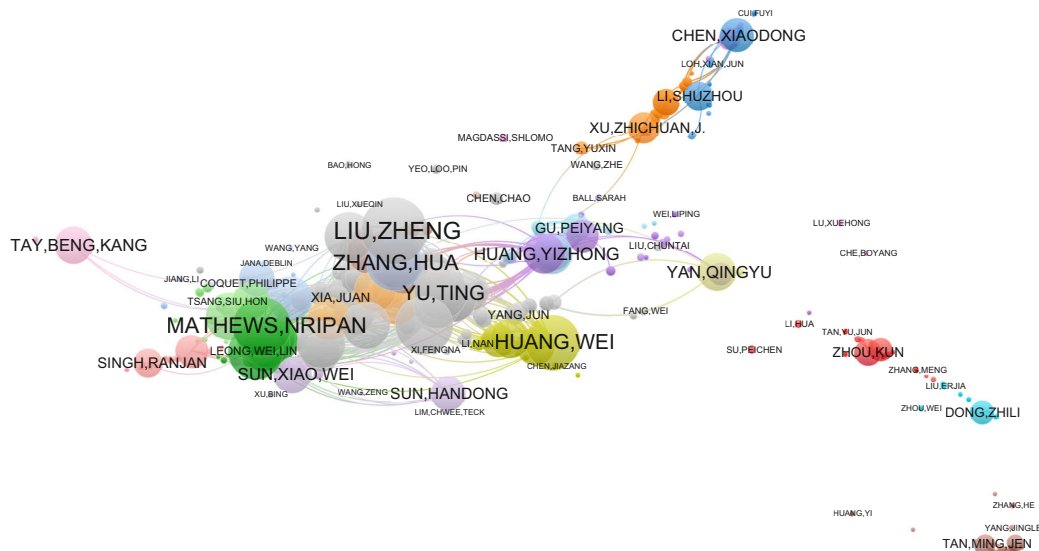 CUI,FUYI
CHEN,XIAODONG
LOH,XIAN,JUN
LI,SHUZHOU
XU,ZHICHUAN,J.
MAGDASSI,SHLOMO
TANG,YUXIN
BAO,HONG
YEO,LOO,PIN
WANG,ZHE
CHEN,CHAO
BALL,SARAH
LIU,XUEQIN
WEI,LIPING
LU,XUEHONG
LIU,ZHENG
GU,PEIYANG
TAY,BENG,KANG
WANG,YANG
LIU,CHUNTAI
HUANG,YIZHONG
CHE,BOYANG
ZHANG,HUA
JANA,DEBLIN
YAN,QINGYU
JIANG,LI
COQUET,PHILIPPE
YU,TING
XIA,JUAN
TSANG,SIU,HON
FANG,WEI
YANG,JUN
MATHEWS,NRIPAN
LI,HUA
TAN,YU,JUN
HUANG,WEI
LI,NAN
LEONG,WEI,LIN
XI,FENGNA
SU,PEICHEN
ZHOU,KUN
SINGH,RANJAN
CHEN,JIAZANG
ZHANG,MENG
SUN,XIAO,WEI
LIU,ERJIA
XU,BING
WANG,ZENG
SUN,HANDONG
ZHOU,WEI
LIM,CHWEE,TECK
DONG,ZHILI
ZHANG,HE
HUANG,YI
YANG,JINGLE
TAN,MING,JEN